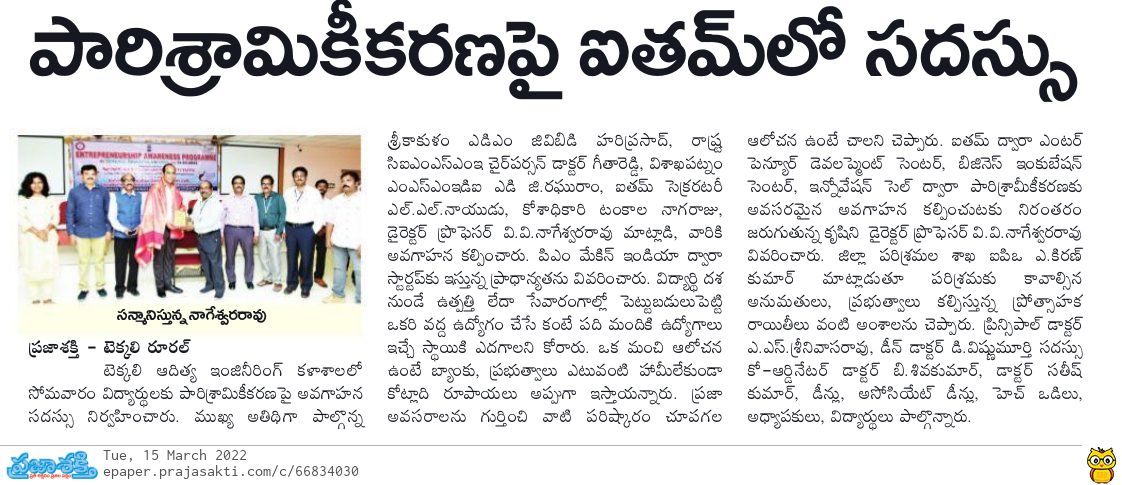 పారిశ్రామికీకరణపై ఐతమ్‌లో సదస్సు
ENTREPRENEURSHIP AWARENESS PROGRAMME
సన్మానిస్తున్న నాగేశ్వరరావు
ప్రజాశక్తి - టెక్కలి రూరల్
టెక్కలి ఆదిత్య ఇంజినీరింగ్ కళాశాలలో
సోమవారం విద్యార్థులకు పారిశ్రామికీకరణపై అవగాహన
సదస్సు నిర్వహించారు. ముఖ్య అతిథిగా పాల్గొన్న
శ్రీకాకుళం ఎడిఎం జివిబిడి హరిప్రసాద్, రాష్ట్ర
సిఐఎంఎస్ఎంఇ చైర్‌పర్సన్ డాక్టర్ గీతారెడ్డి, విశాఖపట్నం
ఎంఎస్ఎంఇడిఐ ఎడి జి.రఘురాం, ఐతమ్ సెక్రరటరీ
ఎల్.ఎల్.నాయుడు, కోశాధికారి టంకాల నాగరాజు,
డైరెక్టర్ ప్రొఫెసర్ వి.వి.నాగేశ్వరరావు మాట్లాడి, వారికి
అవగాహన కల్పించారు. పిఎం మేకిన్ ఇండియా ద్వారా
స్టార్టప్‌కు ఇస్తున్న ప్రాధాన్యతను వివరించారు. విద్యార్థి దశ
నుండే ఉత్పత్తి లేదా సేవారంగాల్లో పెట్టుబడులుపెట్టి
ఒకరి వద్ద ఉద్యోగం చేసే కంటే పది మందికి ఉద్యోగాలు
ఇచ్చే స్థాయికి ఎదగాలని కోరారు. ఒక మంచి ఆలోచన
ఉంటే బ్యాంకు, ప్రభుత్వాలు ఎటువంటి హామీలేకుండా
కోట్లాది రూపాయలు అప్పుగా ఇస్తాయన్నారు. ప్రజా
అవసరాలను గుర్తించి వాటి పరిష్కారం చూపగల
ఆలోచన ఉంటే చాలని చెప్పారు. ఐతమ్ ద్వారా ఎంటర్
పెన్యూర్ డెవలప్మెంట్ సెంటర్, బిజినెస్ ఇంకుబేషన్
సెంటర్, ఇన్నోవేషన్ సెల్ ద్వారా పారిశ్రామీకీకరణకు
అవసరమైన అవగాహన కల్పించుటకు నిరంతరం
జరుగుతున్న కృషిని డైరెక్టర్ ప్రొఫెసర్ వి.వి.నాగేశ్వరరావు
వివరించారు. జిల్లా పరిశ్రమల శాఖ ఐపిఒ ఎ.కిరణ్
కుమార్ మాట్లాడుతూ పరిశ్రమకు కావాల్సిన
అనుమతులు, ప్రభుత్వాలు కల్పిస్తున్న ప్రోత్సాహక
రాయితీలు వంటి అంశాలను చెప్పారు. ప్రిన్సిపాల్ డాక్టర్
ఎ.ఎస్.శ్రీనివాసరావు, డీన్ డాక్టర్ డి.విష్ణుమూర్తి సదస్సు
కో-ఆర్డినేటర్ డాక్టర్ బి.శివకుమార్, డాక్టర్ సతీష్
కుమార్, డీన్లు, అసోసియేట్ డీన్లు, హెచ్ ఒడిలు,
అధ్యాపకులు, విద్యార్థులు పాల్గొన్నారు.
ప్రజాశక్తి
Tue, 15 March 2022
epaper.prajasakti.com/c/66834030